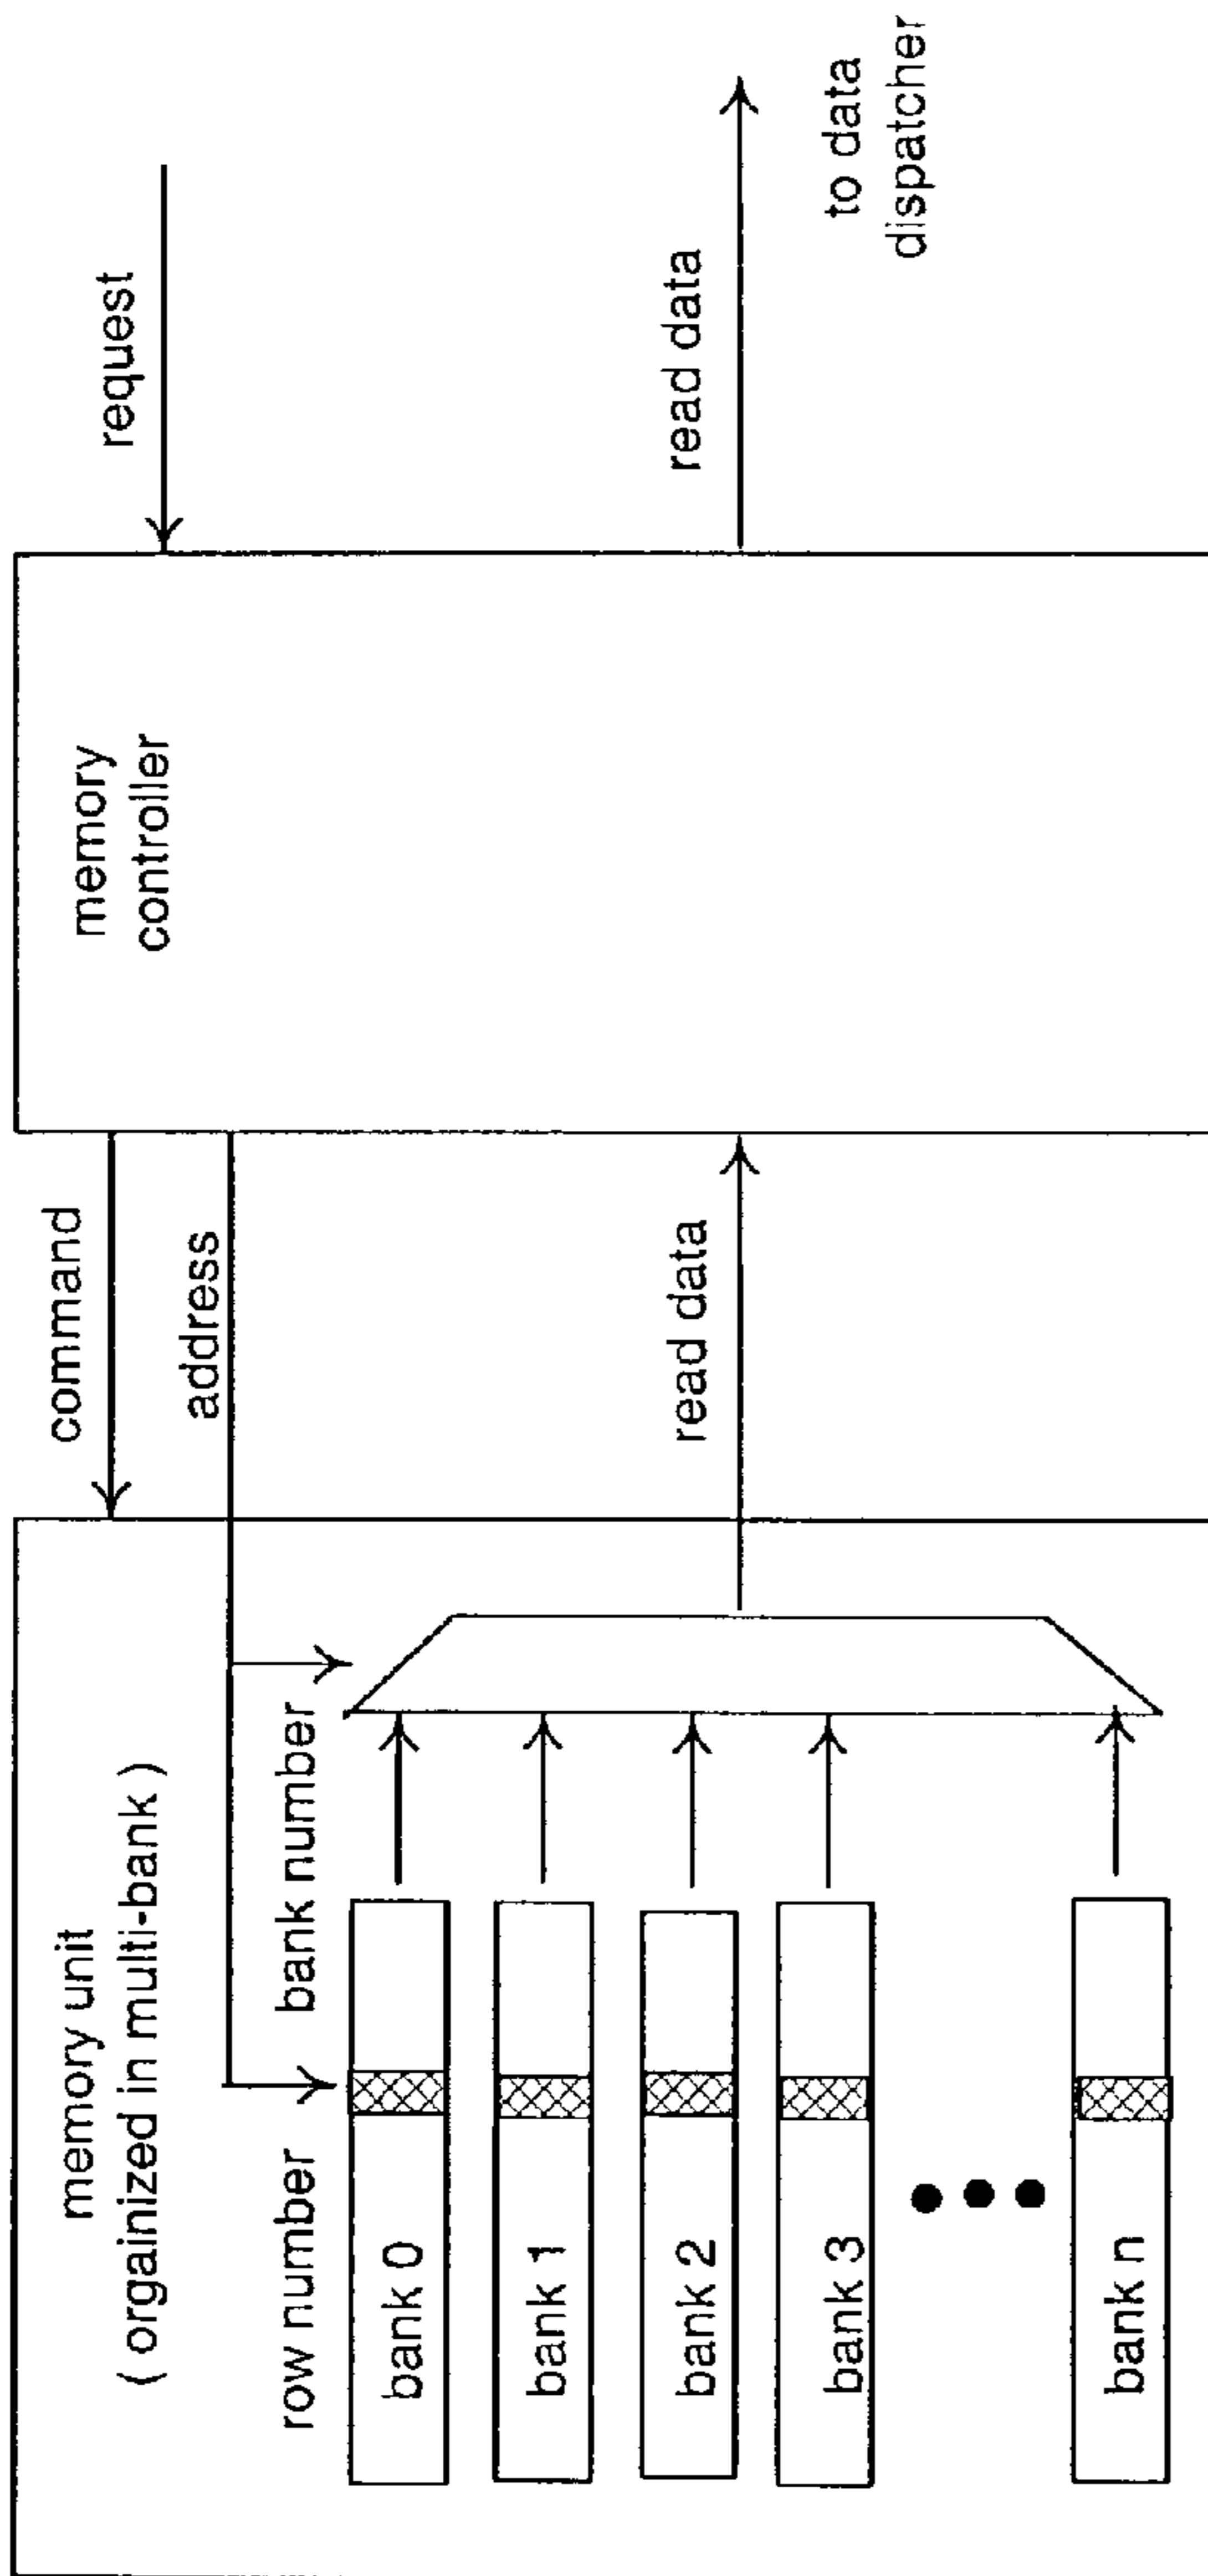 memory unit
( orgainized in multi-bank )
row number
bank number
bank 0
bank 1
bank 2
bank 3
bank n
command
address
read data
memory
controller
request
read data
to data
dispatcher